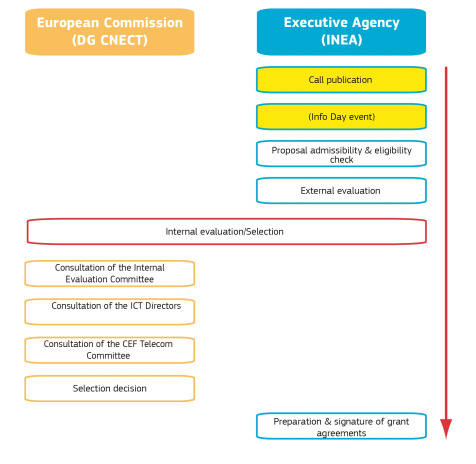 European Commission
(DG CNECT)
Executive Agency
(INEA)
Call publication
(Info Day event)
Proposal admissibility & eligibility
check
External evaluation
Internal evaluation/Selection
Consultation of the Internal
Evaluation Committee
Consultation of the ICT Directors
Consultation of the CEF Telecom
Committee
Selection decision
Preparation & signature of grant
agreements